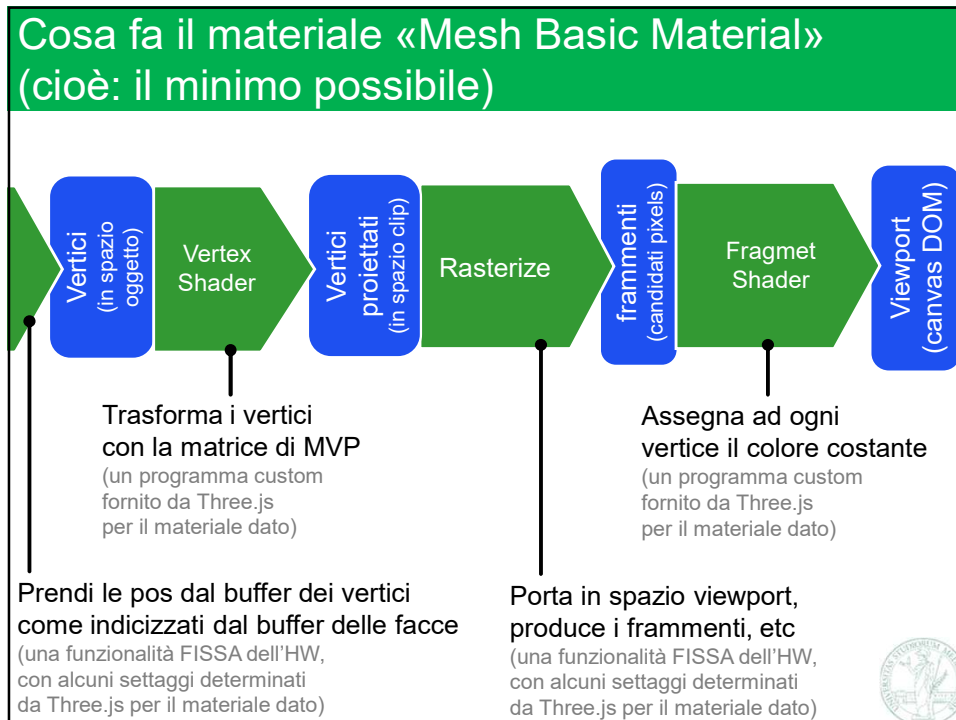 Cosa fa il materiale «Mesh Basic Material»
(cioè: il minimo possibile)
Vertici
(in spazio
oggetto)
Vertex
Shader
Vertici
proiettati
(in spazio clip)
Rasterize
frammenti
(candidati pixels)
Fragmet
Shader
Viewport
(canvas DOM)
Trasforma i vertici
con la matrice di MVP
(un programma custom
fornito da Three.js
per il materiale dato)
Assegna ad ogni
vertice il colore costante
(un programma custom
fornito da Three.js
per il materiale dato)
Prendi le pos dal buffer dei vertici
come indicizzati dal buffer delle facce
(una funzionalità FISSA dell'HW,
con alcuni settaggi determinati
da Three.js per il materiale dato)
Porta in spazio viewport,
produce i frammenti, etc
(una funzionalità FISSA dell'HW,
con alcuni settaggi determinati
da Three.js per il materiale dato)